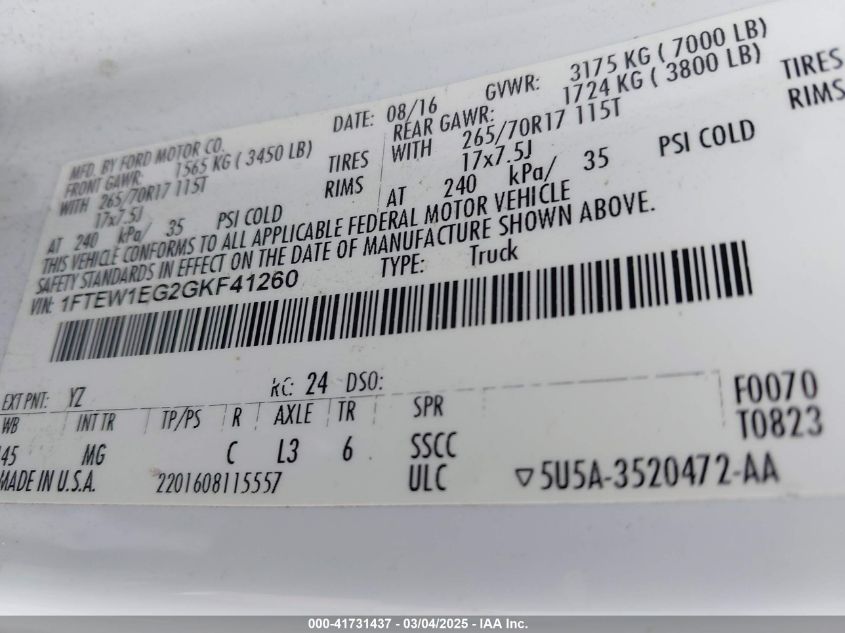 MFD. BY FORD MOTOR CO.
DATE: 08/16 GVWR: 3175 KG ( 7000 LB)
FRONT GAWR: 1565 KG ( 3450 LB) REAR GAWR: 1724 KG ( 3800 LB)
WITH 265/70R17 115T TIRES WITH 265/70R17 115T TIRES
17x7.5J RIMS 17x7.5J RIMS
AT 240 kPa/ 35 PSI COLD AT 240 kPa/ 35 PSI COLD
THIS VEHICLE CONFORMS TO ALL APPLICABLE FEDERAL MOTOR VEHICLE
SAFETY STANDARDS IN EFFECT ON THE DATE OF MANUFACTURE SHOWN ABOVE.
VIN: 1FTEW1EG2GKF41260 TYPE: Truck
EXT PNT: YZ RC: 24 DSO: F0070
WB INT TR TP/PS R AXLE TR SPR T0823
145 MG C L3 6 SSCC
MADE IN U.S.A. 2201608115557 ULC ▽5U5A-3520472-AA
000-41731437 - 03/04/2025 - IAA Inc.